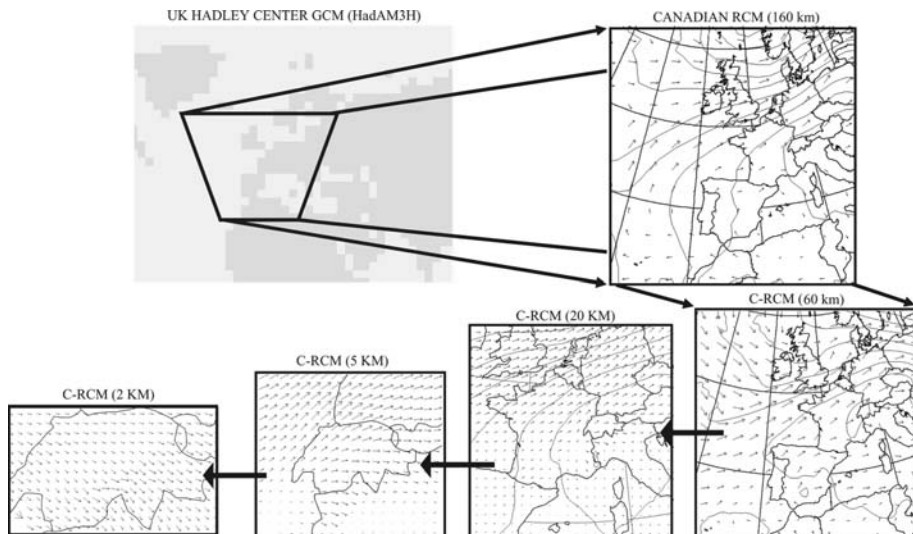 UK HADLEY CENTER GCM (HadAM3H)
CANADIAN RCM (160 km)
C-RCM (60 km)
C-RCM (20 KM)
C-RCM (5 KM)
C-RCM (2 KM)